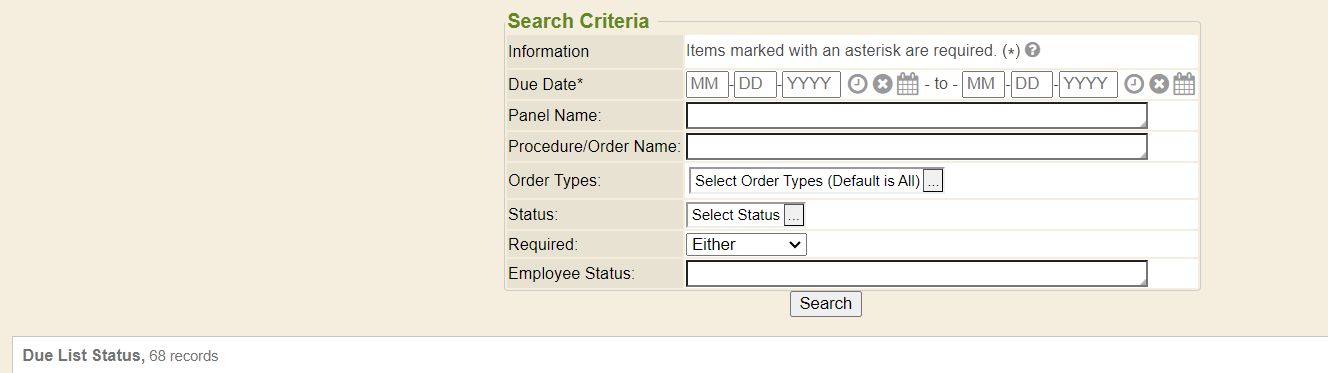 Search Criteria
Information Items marked with an asterisk are required. (*)
Due Date* MM-DD-YYYY - to - MM-DD-YYYY
Panel Name:
Procedure/Order Name:
Order Types: Select Order Types (Default is All) ...
Status: Select Status ...
Required: Either
Employee Status:
Search
Due List Status, 68 records